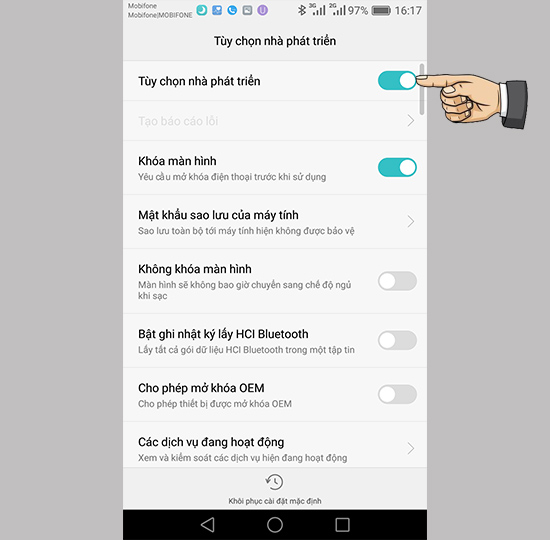 Mobifone
Mobifone|MOBIFONE
3G 2G 97% 16:17
Tùy chọn nhà phát triển
Tùy chọn nhà phát triển
Tạo báo cáo lỗi
Khóa màn hình
Yêu cầu mở khóa điện thoại trước khi sử dụng
Mật khẩu sao lưu của máy tính
Sao lưu toàn bộ tới máy tính hiện không được bảo vệ
Không khóa màn hình
Màn hình sẽ không bao giờ chuyển sang chế độ ngủ
khi sạc
Bật ghi nhật ký lấy HCI Bluetooth
Lấy tất cả gói dữ liệu HCI Bluetooth trong một tập tin
Cho phép mở khóa OEM
Cho phép thiết bị được mở khóa OEM
Các dịch vụ đang hoạt động
Xem và kiểm soát các dịch vụ hiện đang hoạt động
Khôi phục cài đặt mặc định